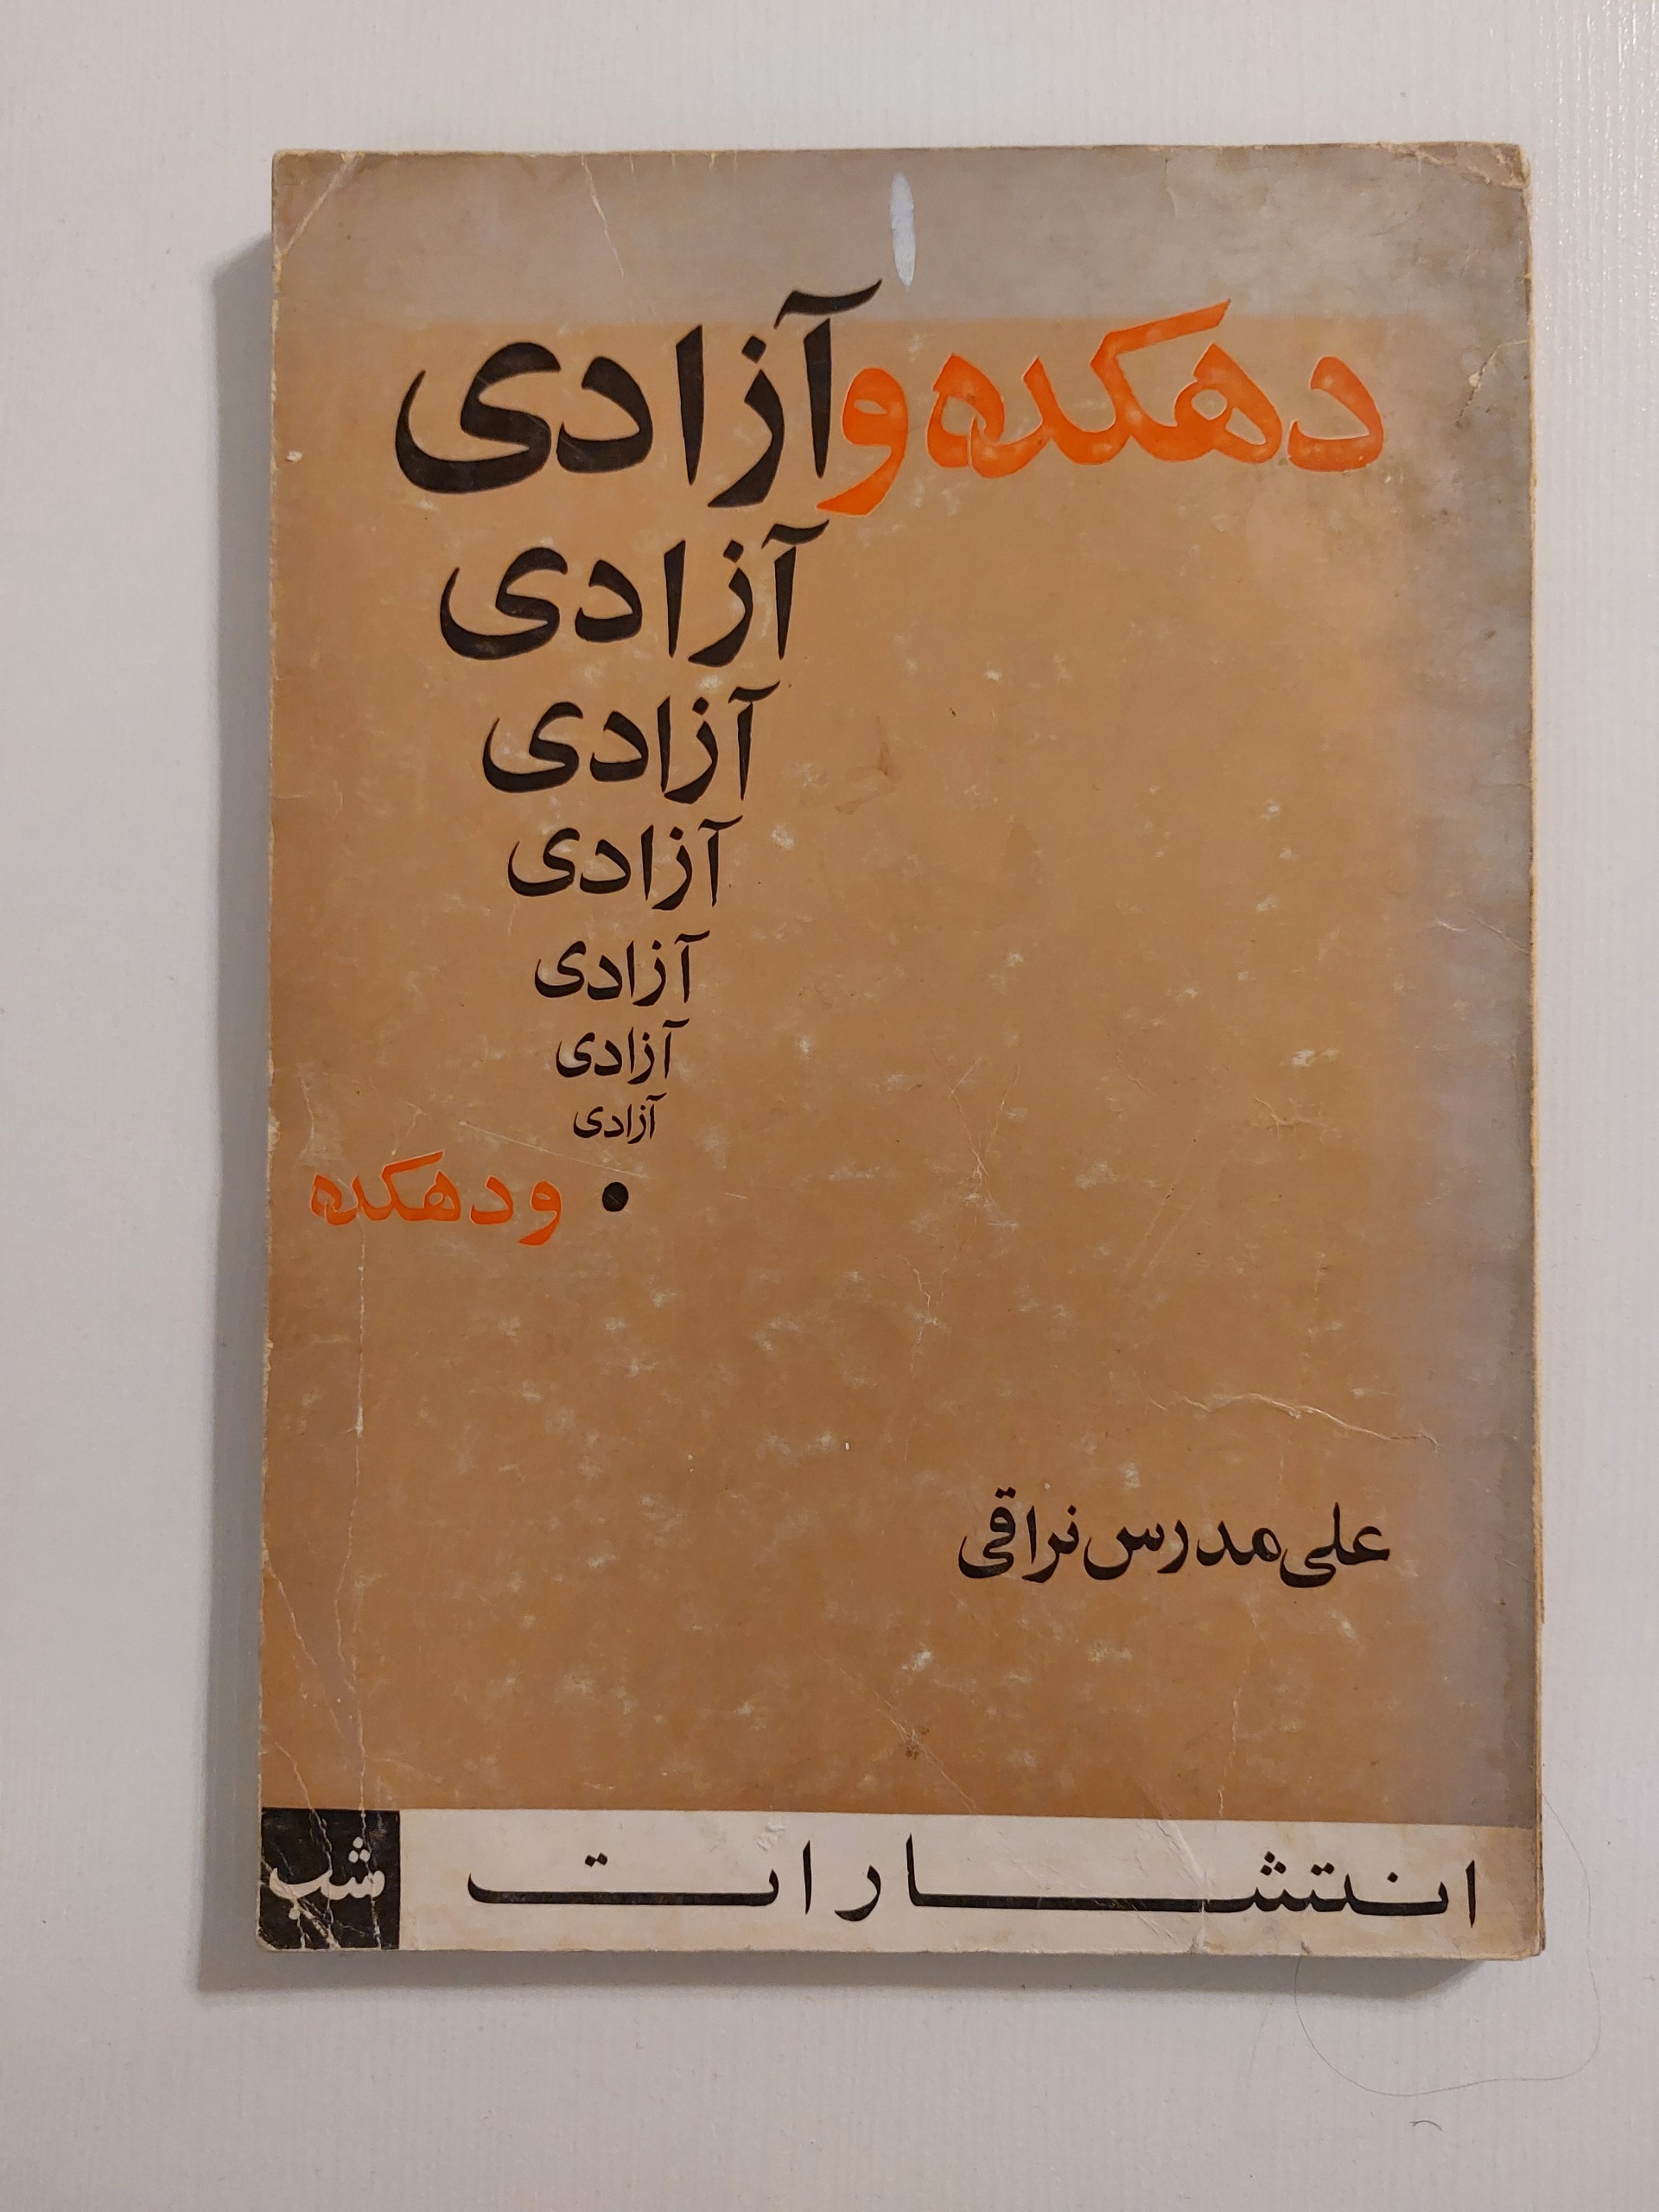 دهکده و آزادی
آزادی
آزادی
آزادی
آزادی
آزادی
آزادی
• و دهکده
علی مدرس نراقی
انتشارات
شب